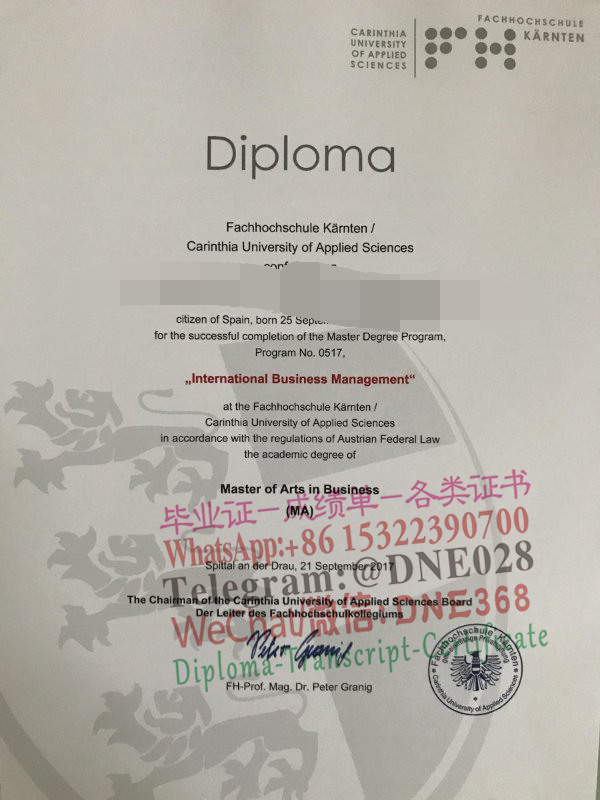 CARINTHIA
UNIVERSITY
OF APPLIED
SCIENCES
FACHHOCHSCHULE
KÄRNTEN
Diploma
Fachhochschule Kärnten /
Carinthia University of Applied Sciences
citizen of Spain, born 25
for the successful completion of the Master Degree Program,
Program No. 0517,
„International Business Management“
at the Fachhochschule Kärnten /
Carinthia University of Applied Sciences
in accordance with the regulations of Austrian Federal Law
the academic degree of
Master of Arts in Business
(MA)
毕业证—成绩单—各类证书
WhatsApp:+86 15322390700
Spittal an der Drau, 21 September 2017
Telegram: @DNE028
The Chairman of the Carinthia University of Applied Sciences Board
Der Leiter des Fachhochschulkollegiums
WeChat微信:DNE368
Peter Granig
Diploma-Transcript-Certificate
FH-Prof. Mag. Dr. Peter Granig
Fachhochschule Kärnten
Carinthia University of Applied Sciences